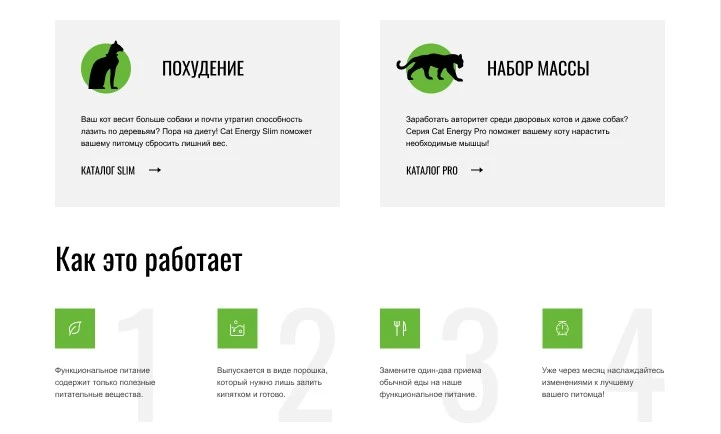 ПОХУДЕНИЕ
Ваш кот весит больше собаки и почти утратил способность
лазить по деревьям? Пора на диету! Cat Energy Slim поможет
вашему питомцу сбросить лишний вес.
КАТАЛОГ SLIM
НАБОР МАССЫ
Заработать авторитет среди дворовых котов и даже собак?
Серия Cat Energy Pro поможет вашему коту нарастить
необходимые мышцы!
КАТАЛОГ PRO
Как это работает
1
Функциональное питание
содержит только полезные
питательные вещества.
2
Выпускается в виде порошка,
который нужно лишь залить
кипятком и готово.
3
Замените один-два приема
обычной еды на наше
функциональное питание.
4
Уже через месяц наслаждайтесь
изменениями к лучшему
вашего питомца!